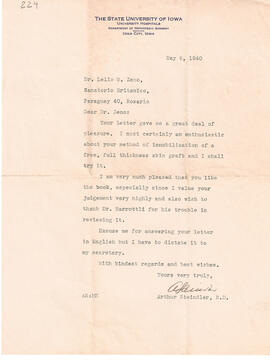 224
THE STATE UNIVERSITY OF IOWA
UNIVERSITY HOSPITALS
DEPARTMENT OF ORTHOPEDIC SURGERY
IOWA CITY, IOWA
May 6, 1940
Dr. Lelio O. Zeno,
Sanatorio Britanico,
Paraguay 40, Rosario
Dear Dr. Zeno:
Your Letter gave me a great deal of
pleasure. I most certainly am enthusiastic
about your method of immobilization of a
free, full thickness skin graft and I shall
try it.
I am very much pleased that you like
the book, especially since I value your
judgement very highly and also wish to
thank Dr. Marottoli for his trouble in
reviewing it.
Excuse me for answering your letter
in English but I have to dictate it to
my secretary.
With kindest regards and best wishes.
Yours very truly,
Arthur Steindler, M.D.